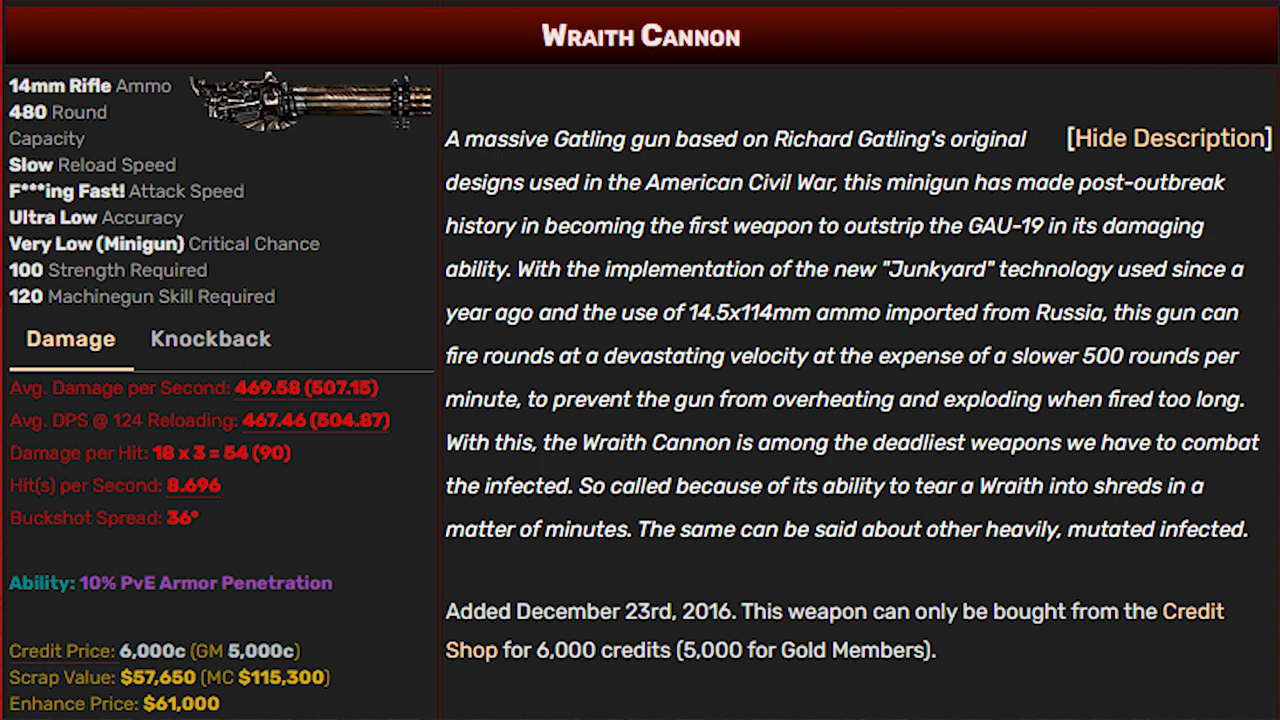 Wraith Cannon
14mm Rifle Ammo
480 Round
Capacity
Slow Reload Speed
F***ing Fast! Attack Speed
Ultra Low Accuracy
Very Low (Minigun) Critical Chance
100 Strength Required
120 Machinegun Skill Required
Damage Knockback
Avg. Damage per Second: 469.58 (507.15)
Avg. DPS @ 124 Reloading: 467.46 (504.87)
Damage per Hit: 18 x 3 = 54 (90)
Hit(s) per Second: 8.696
Buckshot Spread: 36°
Ability: 10% PvE Armor Penetration
Credit Price: 6,000c (GM 5,000c)
Scrap Value: $57,650 (MC $115,300)
Enhance Price: $61,000
[Hide Description]
A massive Gatling gun based on Richard Gatling's original
designs used in the American Civil War, this minigun has made post-outbreak
history in becoming the first weapon to outstrip the GAU-19 in its damaging
ability. With the implementation of the new "Junkyard" technology used since a
year ago and the use of 14.5x114mm ammo imported from Russia, this gun can
fire rounds at a devastating velocity at the expense of a slower 500 rounds per
minute, to prevent the gun from overheating and exploding when fired too long.
With this, the Wraith Cannon is among the deadliest weapons we have to combat
the infected. So called because of its ability to tear a Wraith into shreds in a
matter of minutes. The same can be said about other heavily, mutated infected.
Added December 23rd, 2016. This weapon can only be bought from the Credit
Shop for 6,000 credits (5,000 for Gold Members).